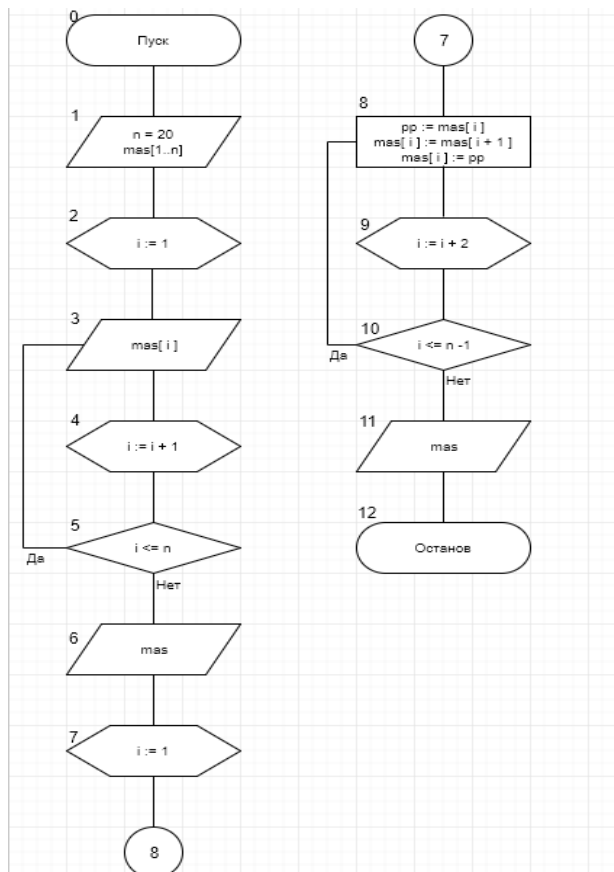 0
Пуск
1
n = 20
mas[1..n]
2
i := 1
3
mas[ i ]
4
i := i + 1
5
i <= n
Да
Нет
6
mas
7
i := 1
8
7
8
pp := mas[ i ]
mas[ i ] := mas[ i + 1 ]
mas[ i ] := pp
9
i := i + 2
10
i <= n -1
Да
Нет
11
mas
12
Останов